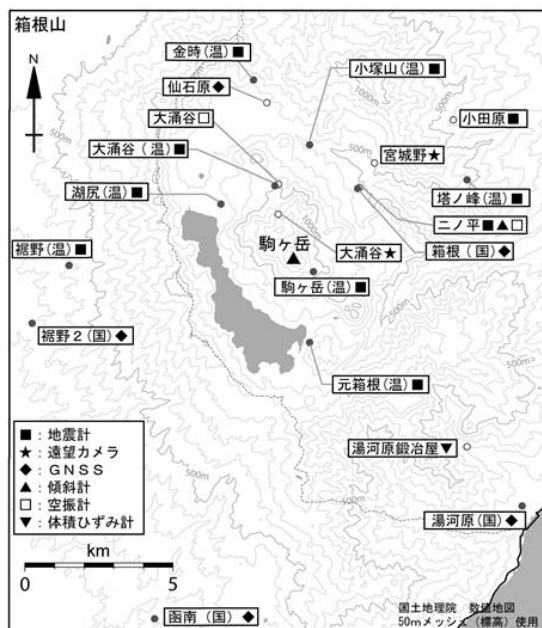 箱根山
N
金時(温)■
仙石原◆
小塚山(温)■
大涌谷□
小田原■
大涌谷(温)■
宮城野★
湖尻(温)■
塔ノ峰(温)■
二ノ平■▲□
裾野(温)■
大涌谷★
箱根(国)◆
駒ヶ岳
駒ヶ岳(温)■
裾野2(国)◆
元箱根(温)■
湯河原鍛冶屋▼
■:地震計
★:遠望カメラ
◆:GNSS
▲:傾斜計
□:空振計
▼:体積ひずみ計
湯河原(国)◆
km
0 5
函南(国)◆
国土地理院 数値地図
50mメッシュ(標高)使用
500m
1000m
500m
500m
1000m
500m
500m
500m